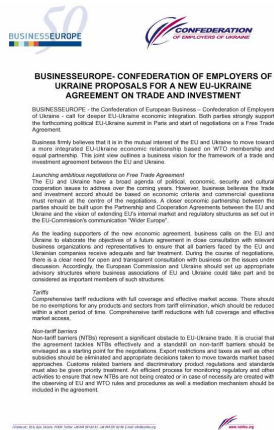 50
BUSINESSEUROPE
CONFEDERATION
OF EMPLOYERS OF UKRAINE
BUSINESSEUROPE- CONFEDERATION OF EMPLOYERS OF
UKRAINE PROPOSALS FOR A NEW EU-UKRAINE
AGREEMENT ON TRADE AND INVESTMENT
BUSINESSEUROPE - the Confederation of European Business – Confederation of Employers
of Ukraine - call for deeper EU-Ukraine economic integration. Both parties strongly support
the forthcoming political EU-Ukraine summit in Paris and start of negotiations on a Free Trade
Agreement.
Business firmly believes that it is in the mutual interest of the EU and Ukraine to move toward
a more integrated EU-Ukraine economic relationship based on WTO membership and
equal partnership. This joint view outlines a business vision for the framework of a trade and
investment agreement between the EU and Ukraine.
Launching ambitious negotiations on Free Trade Agreement
The EU and Ukraine have a broad agenda of political, economic, security and cultural
cooperation issues to address over the coming years. However, business believes the trade
and investment accord should be based on economic criteria and commercial questions
must remain at the centre of the negotiations. A closer economic partnership between the
parties should be built upon the Partnership and Cooperation Agreements between the EU and
Ukraine and the vision of extending EU's internal market and regulatory structures as set out in
the EU-Commission's communication "Wider Europe".
As the leading supporters of the new economic agreement, business calls on the EU and
Ukraine to elaborate the objectives of a future agreement in close consultation with relevant
business organizations and representatives to ensure that all barriers faced by the EU and
Ukrainian companies receive adequate and fair treatment. During the course of negotiations,
there is a clear need for open and transparent consultation with business on the issues under
discussion. Accordingly, the European Commission and Ukraine should set up appropriate
advisory structures where business associations of EU and Ukraine could take part and be
considered as important members of such structures.
Tariffs
Comprehensive tariff reductions with full coverage and effective market access. There should
be no exemptions for any products and sectors from tariff elimination, which should be reduced
within a short period of time. Comprehensive tariff reductions with full coverage and effective
market access.
Non-tariff barriers
Non-tariff barriers (NTBs) represent a significant obstacle to EU-Ukraine trade. It is crucial that
the agreement tackles NTBs effectively and a standstill on non-tariff barriers should be
envisaged as a starting point for the negotiations. Export restrictions and taxes as well as other
subsidies should be eliminated and appropriate decisions taken to move towards market based
approaches. Customs related barriers and discriminatory product regulations and standards
must also be given priority treatment. An efficient process for monitoring regulatory and other
activities to ensure that new NTBs are not being created or in case of necessity are created with
the observing of EU and WTO rules and procedures as well as a mediation mechanism should be
included in the agreement.